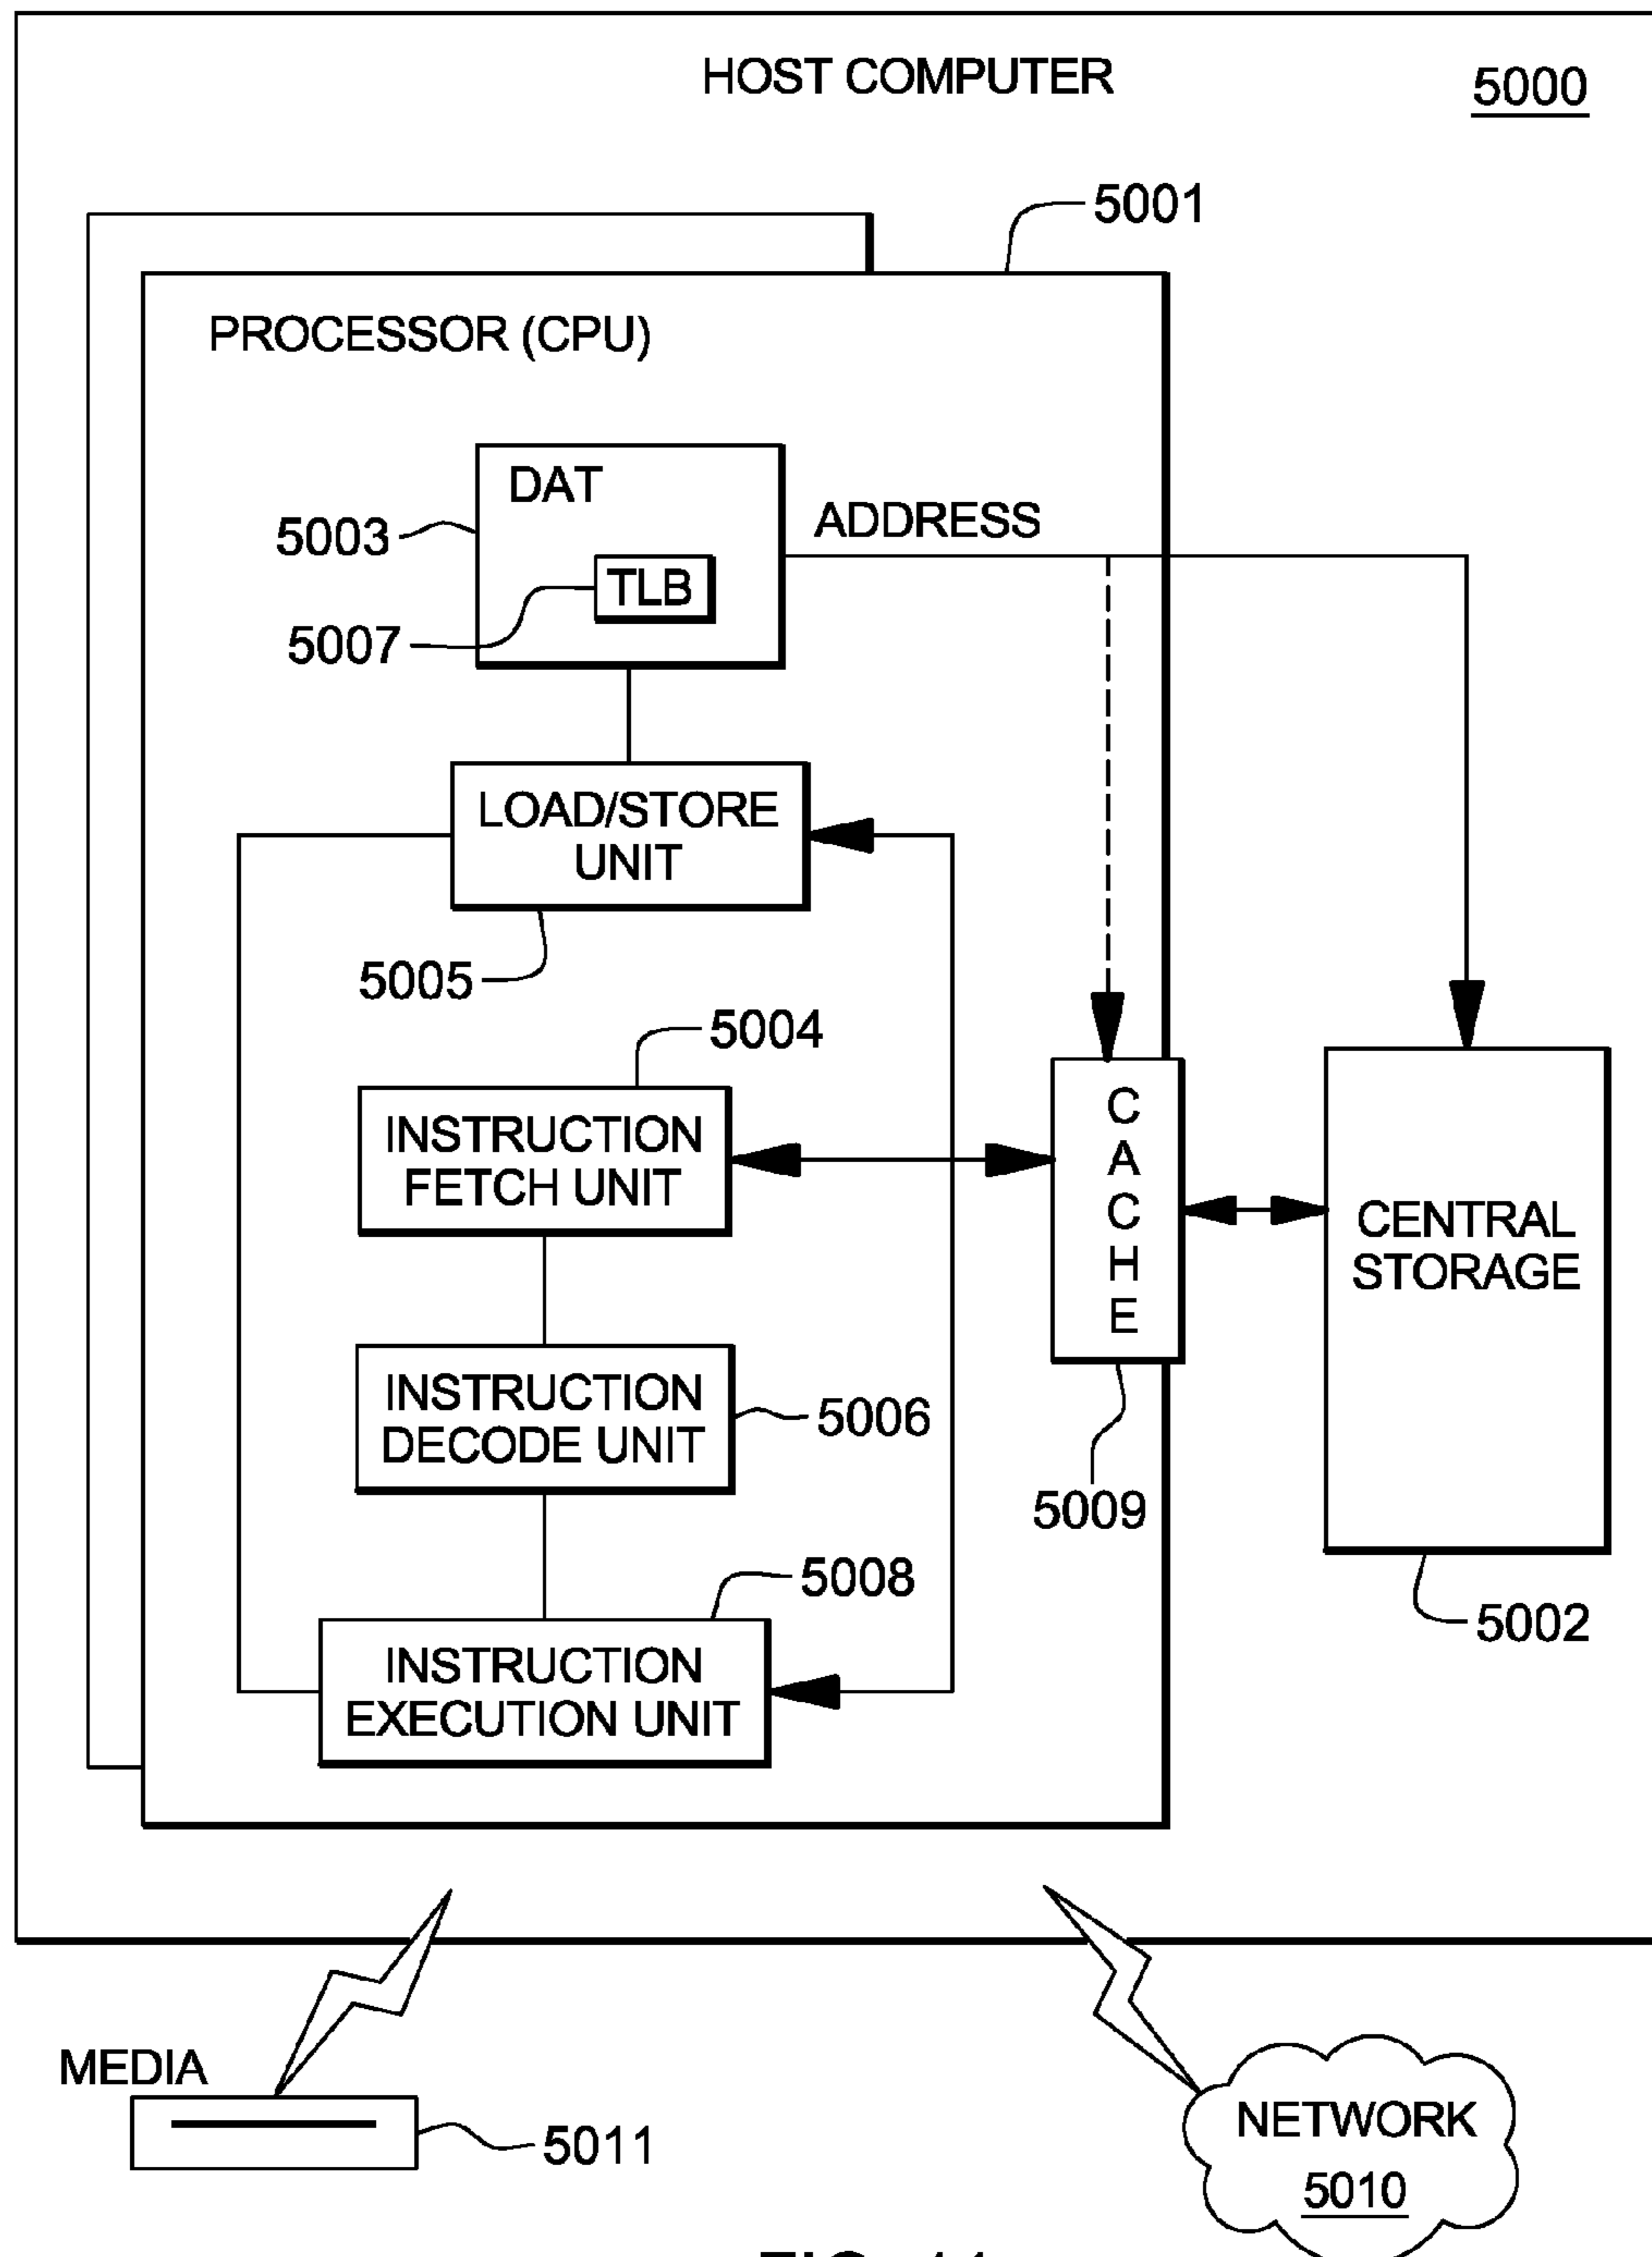 HOST COMPUTER
5000
5001
PROCESSOR (CPU)
DAT
ADDRESS
5003
TLB
5007
LOAD/STORE
UNIT
5005
5004
INSTRUCTION
FETCH UNIT
C
A
C
H
E
CENTRAL
STORAGE
INSTRUCTION
DECODE UNIT
5006
5009
5008
INSTRUCTION
EXECUTION UNIT
5002
MEDIA
5011
NETWORK
5010